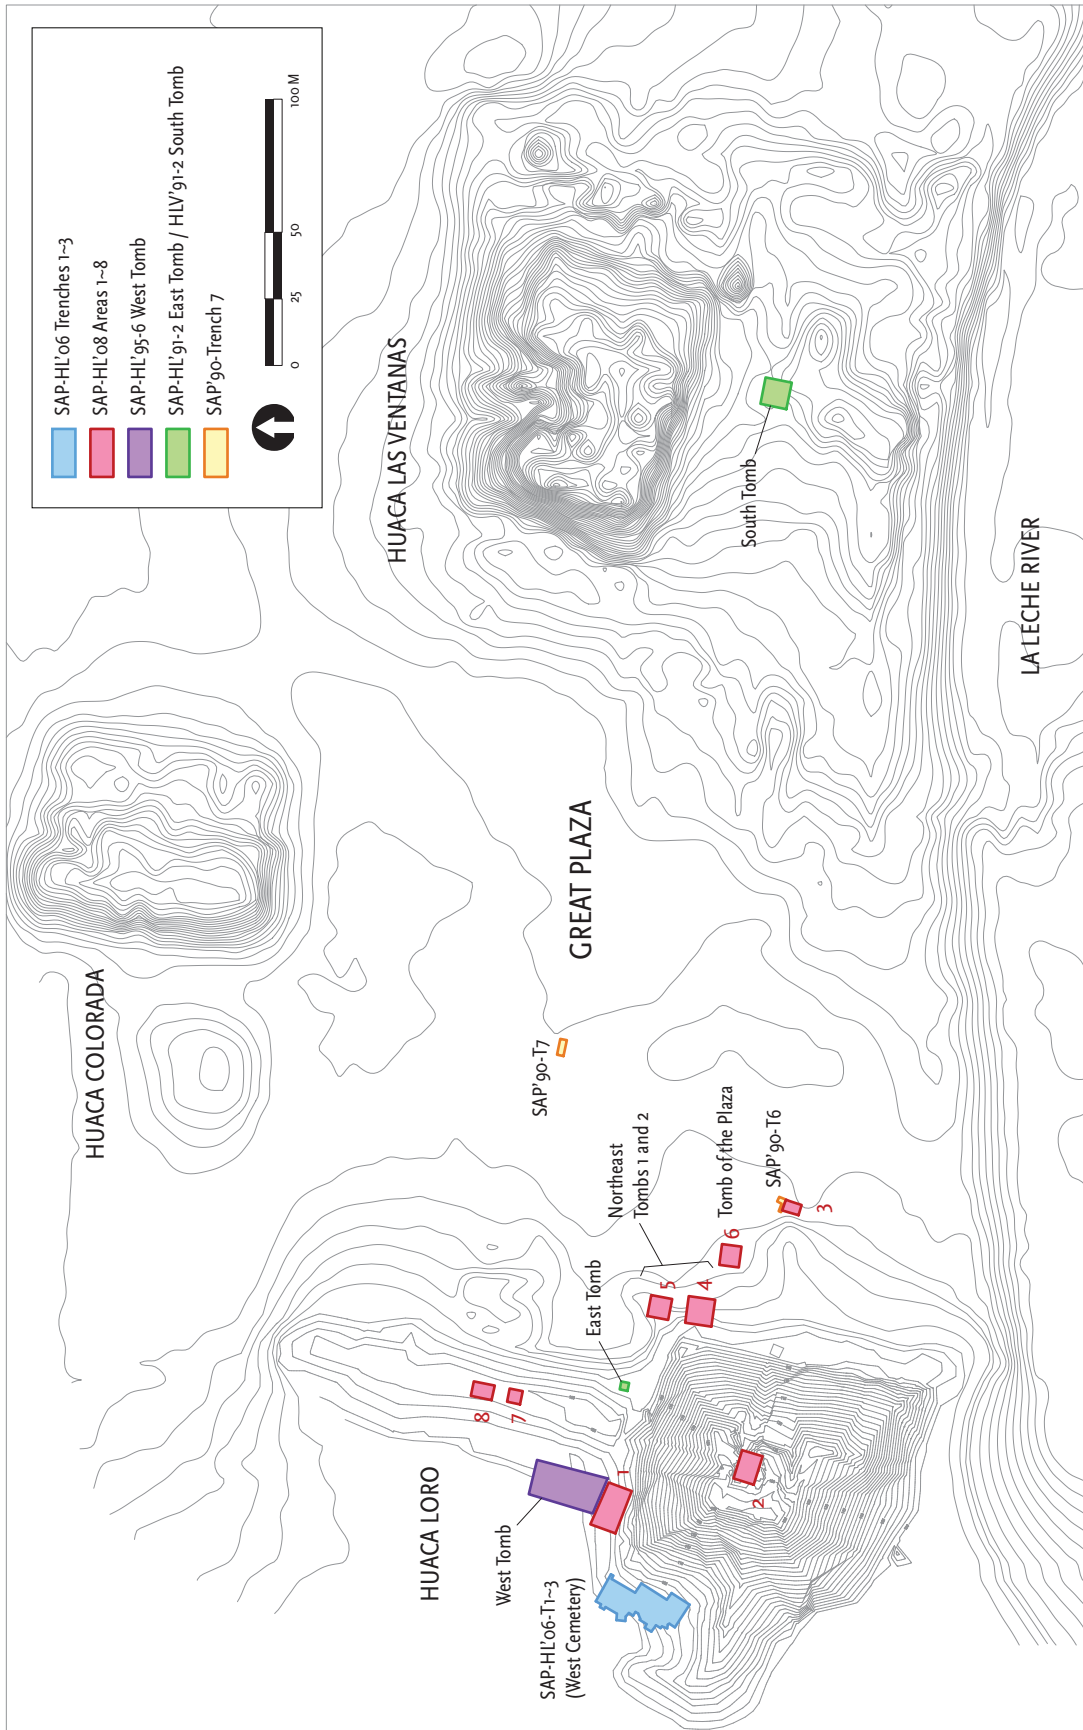 SAP-HL'06 Trenches 1~3
SAP-HL'08 Areas 1~8
SAP-HL'95-6 West Tomb
SAP-HL'91-2 East Tomb / HLV'91-2 South Tomb
SAP'90-Trench 7
0 25 50 100 M
HUACA COLORADA
HUACA LAS VENTANAS
HUACA LORO
GREAT PLAZA
SAP'90-T7
West Tomb
SAP-HL'06-T1~3
(West Cemetery)
East Tomb
Northeast
Tombs 1 and 2
Tomb of the Plaza
SAP'90-T6
South Tomb
LA LECHE RIVER
8
7
1
5
4
6
2
3